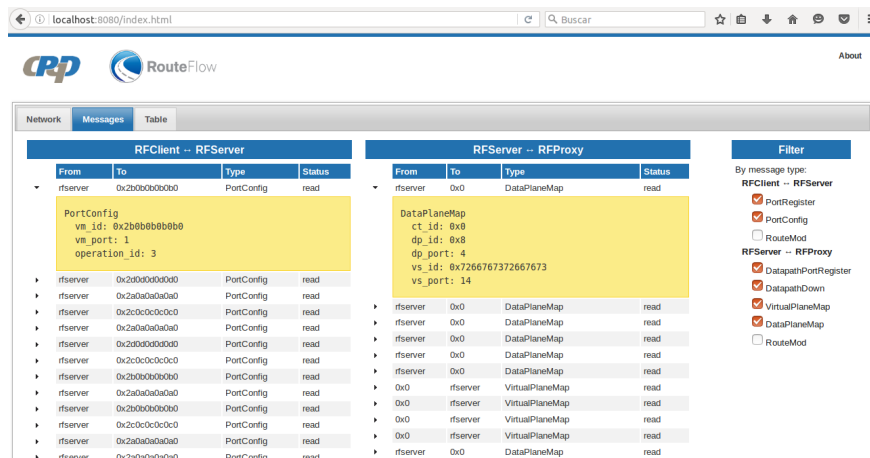 localhost:8080/index.html
Buscar
CPqD
RouteFlow
About
Network Messages Table
RFClient ↔ RFServer
From To Type Status
rfserver 0x2b0b0b0b0b0 PortConfig read
PortConfig
vm_id: 0x2b0b0b0b0b0
vm_port: 1
operation_id: 3
rfserver 0x2d0d0d0d0d0 PortConfig read
rfserver 0x2a0a0a0a0a0 PortConfig read
rfserver 0x2c0c0c0c0c0 PortConfig read
rfserver 0x2a0a0a0a0a0 PortConfig read
rfserver 0x2d0d0d0d0d0 PortConfig read
rfserver 0x2c0c0c0c0c0 PortConfig read
rfserver 0x2b0b0b0b0b0 PortConfig read
rfserver 0x2a0a0a0a0a0 PortConfig read
rfserver 0x2b0b0b0b0b0 PortConfig read
rfserver 0x2c0c0c0c0c0 PortConfig read
rfserver 0x2a0a0a0a0a0 PortConfig read
rfserver 0x2a0a0a0a0a0 PortConfig read
RFServer ↔ RFProxy
From To Type Status
rfserver 0x0 DataPlaneMap read
DataPlaneMap
ct_id: 0x0
dp_id: 0x8
dp_port: 4
vs_id: 0x7266767372667673
vs_port: 14
rfserver 0x0 DataPlaneMap read
rfserver 0x0 DataPlaneMap read
rfserver 0x0 DataPlaneMap read
rfserver 0x0 DataPlaneMap read
rfserver 0x0 DataPlaneMap read
0x0 rfserver VirtualPlaneMap read
0x0 rfserver VirtualPlaneMap read
0x0 rfserver VirtualPlaneMap read
0x0 rfserver VirtualPlaneMap read
rfserver 0x0 DataPlaneMap read
Filter
By message type:
RFClient ↔ RFServer
PortRegister
PortConfig
RouteMod
RFServer ↔ RFProxy
DatapathPortRegister
DatapathDown
VirtualPlaneMap
DataPlaneMap
RouteMod